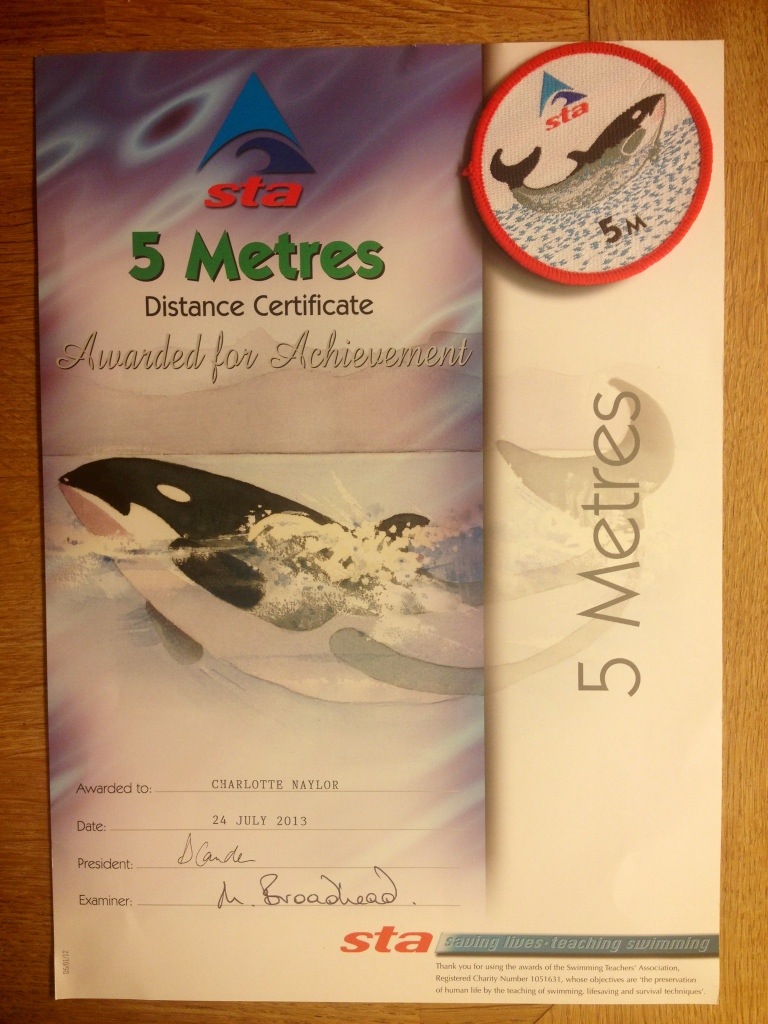 sta
5 Metres
Distance Certificate
Awarded for Achievement
sta
5M
5 Metres
Awarded to: CHARLOTTE NAYLOR
Date: 24 JULY 2013
President:
Examiner: M. Broadhead.
sta saving lives·teaching swimming
Thank you for using the awards of the Swimming Teachers' Association,
Registered Charity Number 1051631, whose objectives are 'the preservation
of human life by the teaching of swimming, lifesaving and survival techniques'.